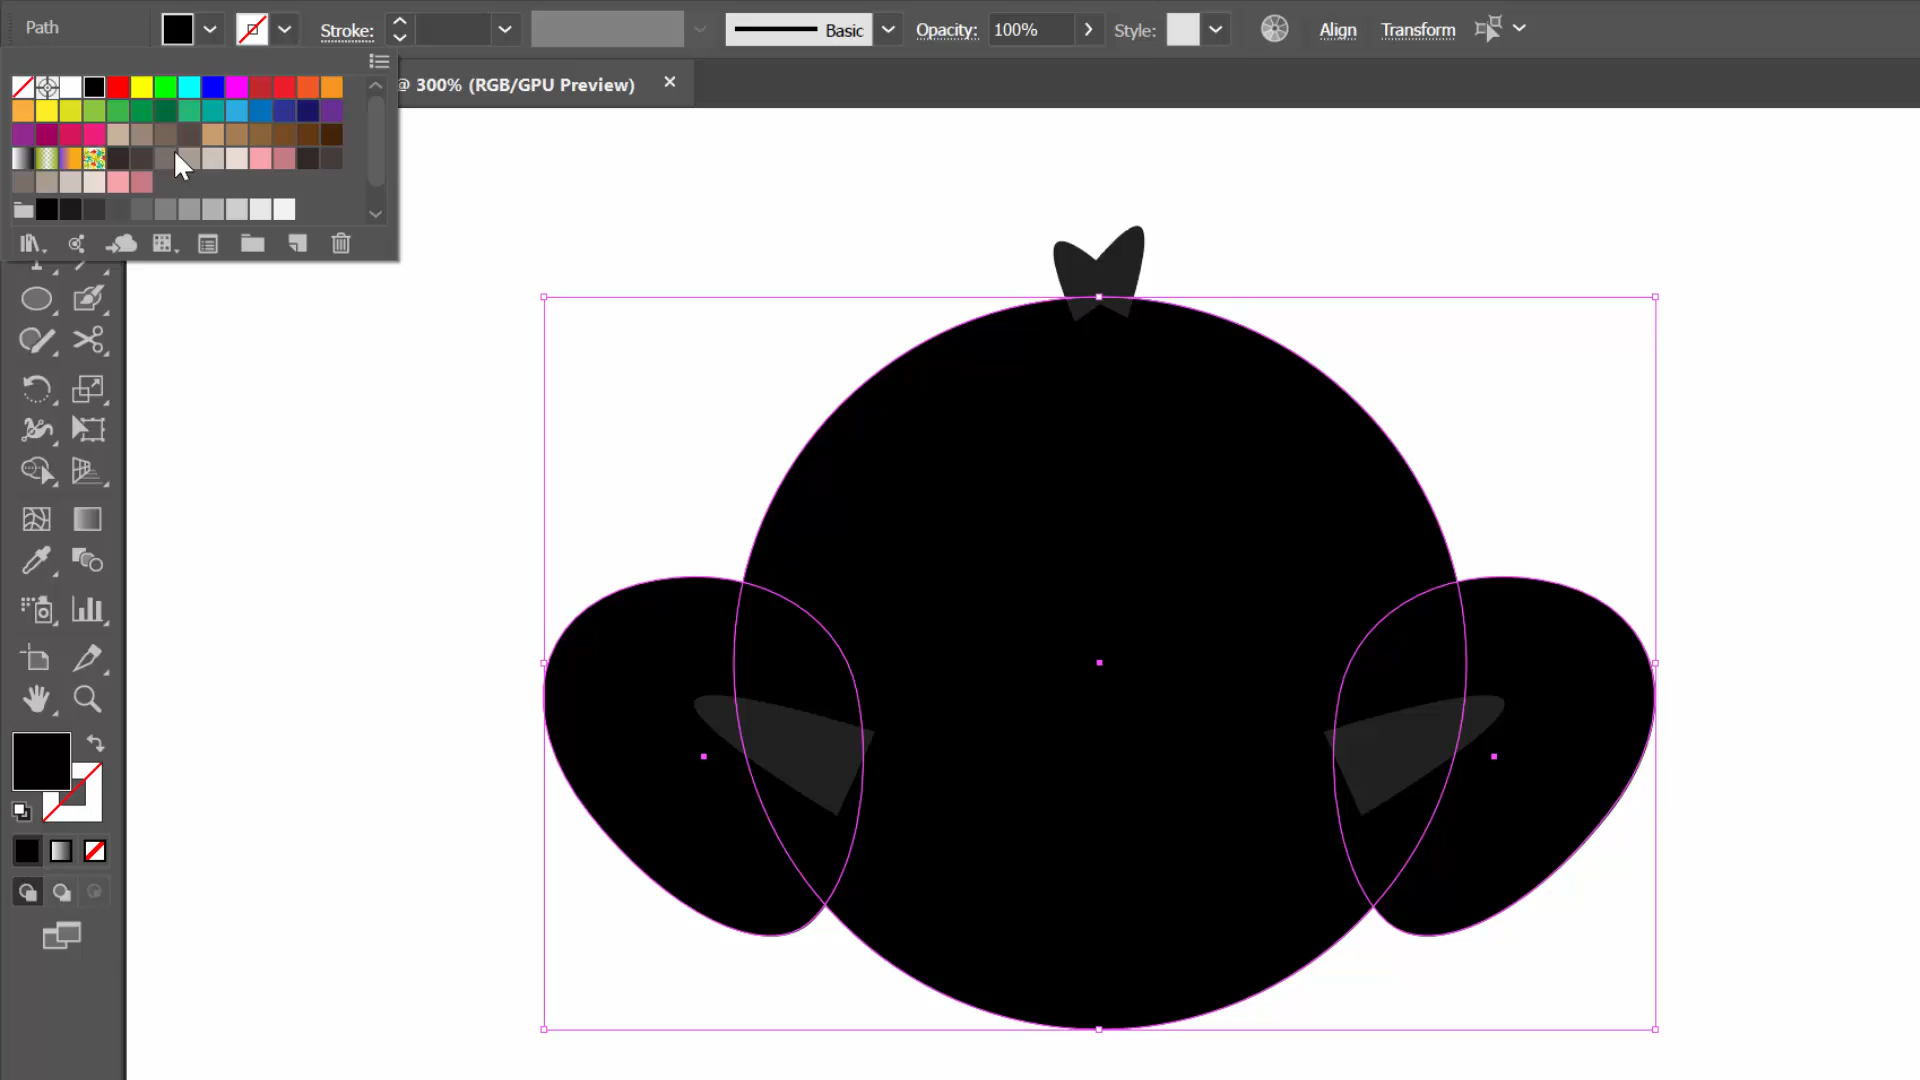 Path
Stroke:
Basic
Opacity: 100%
Style:
Align
Transform
@ 300% (RGB/GPU Preview)